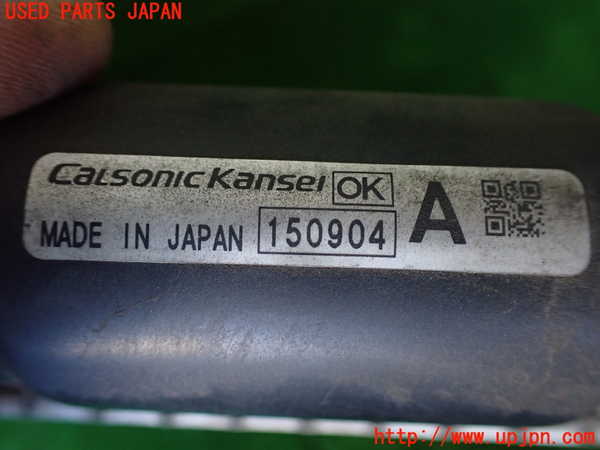 USED PARTS JAPAN
CalsonicKansei OK A
MADE IN JAPAN 150904
http://www.upjpn.com/